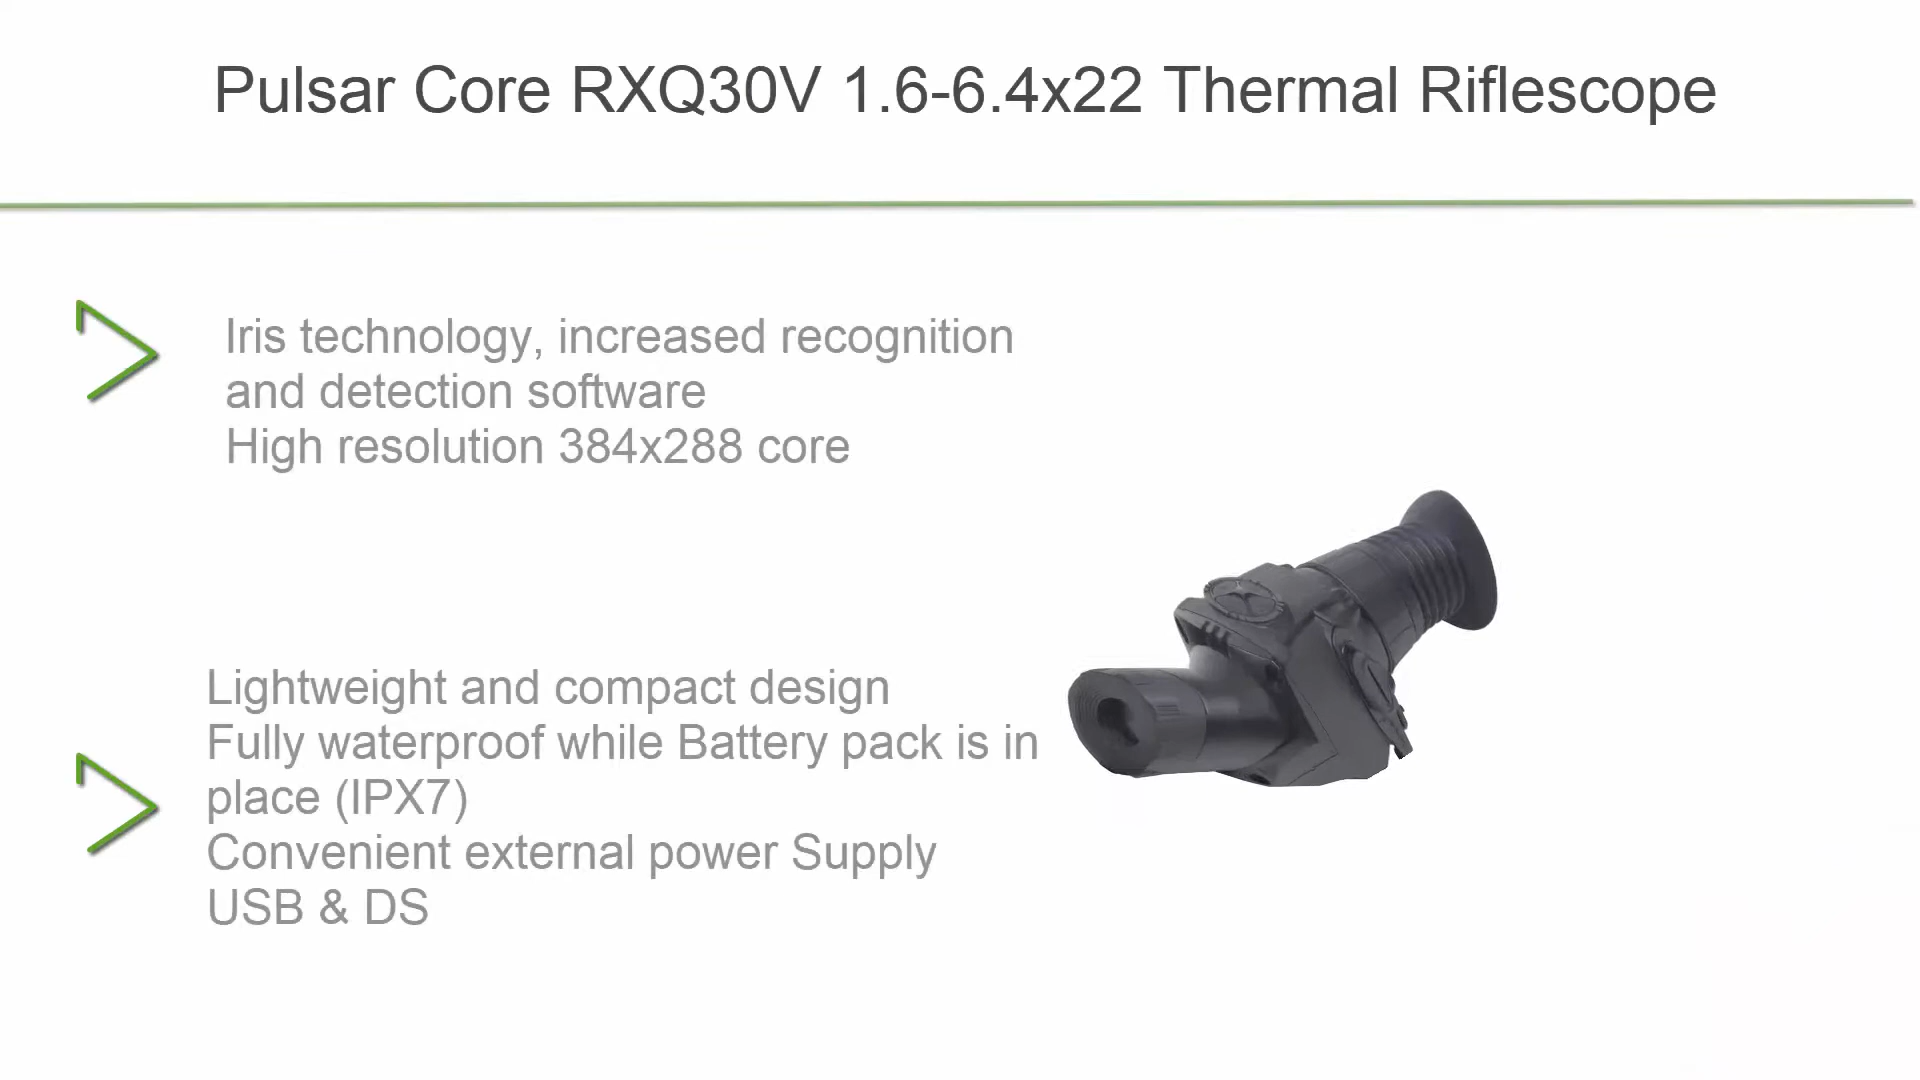 Pulsar Core RXQ30V 1.6-6.4x22 Thermal Riflescope
Iris technology, increased recognition
and detection software
High resolution 384x288 core
Lightweight and compact design
Fully waterproof while Battery pack is in
place (IPX7)
Convenient external power Supply
USB & DS